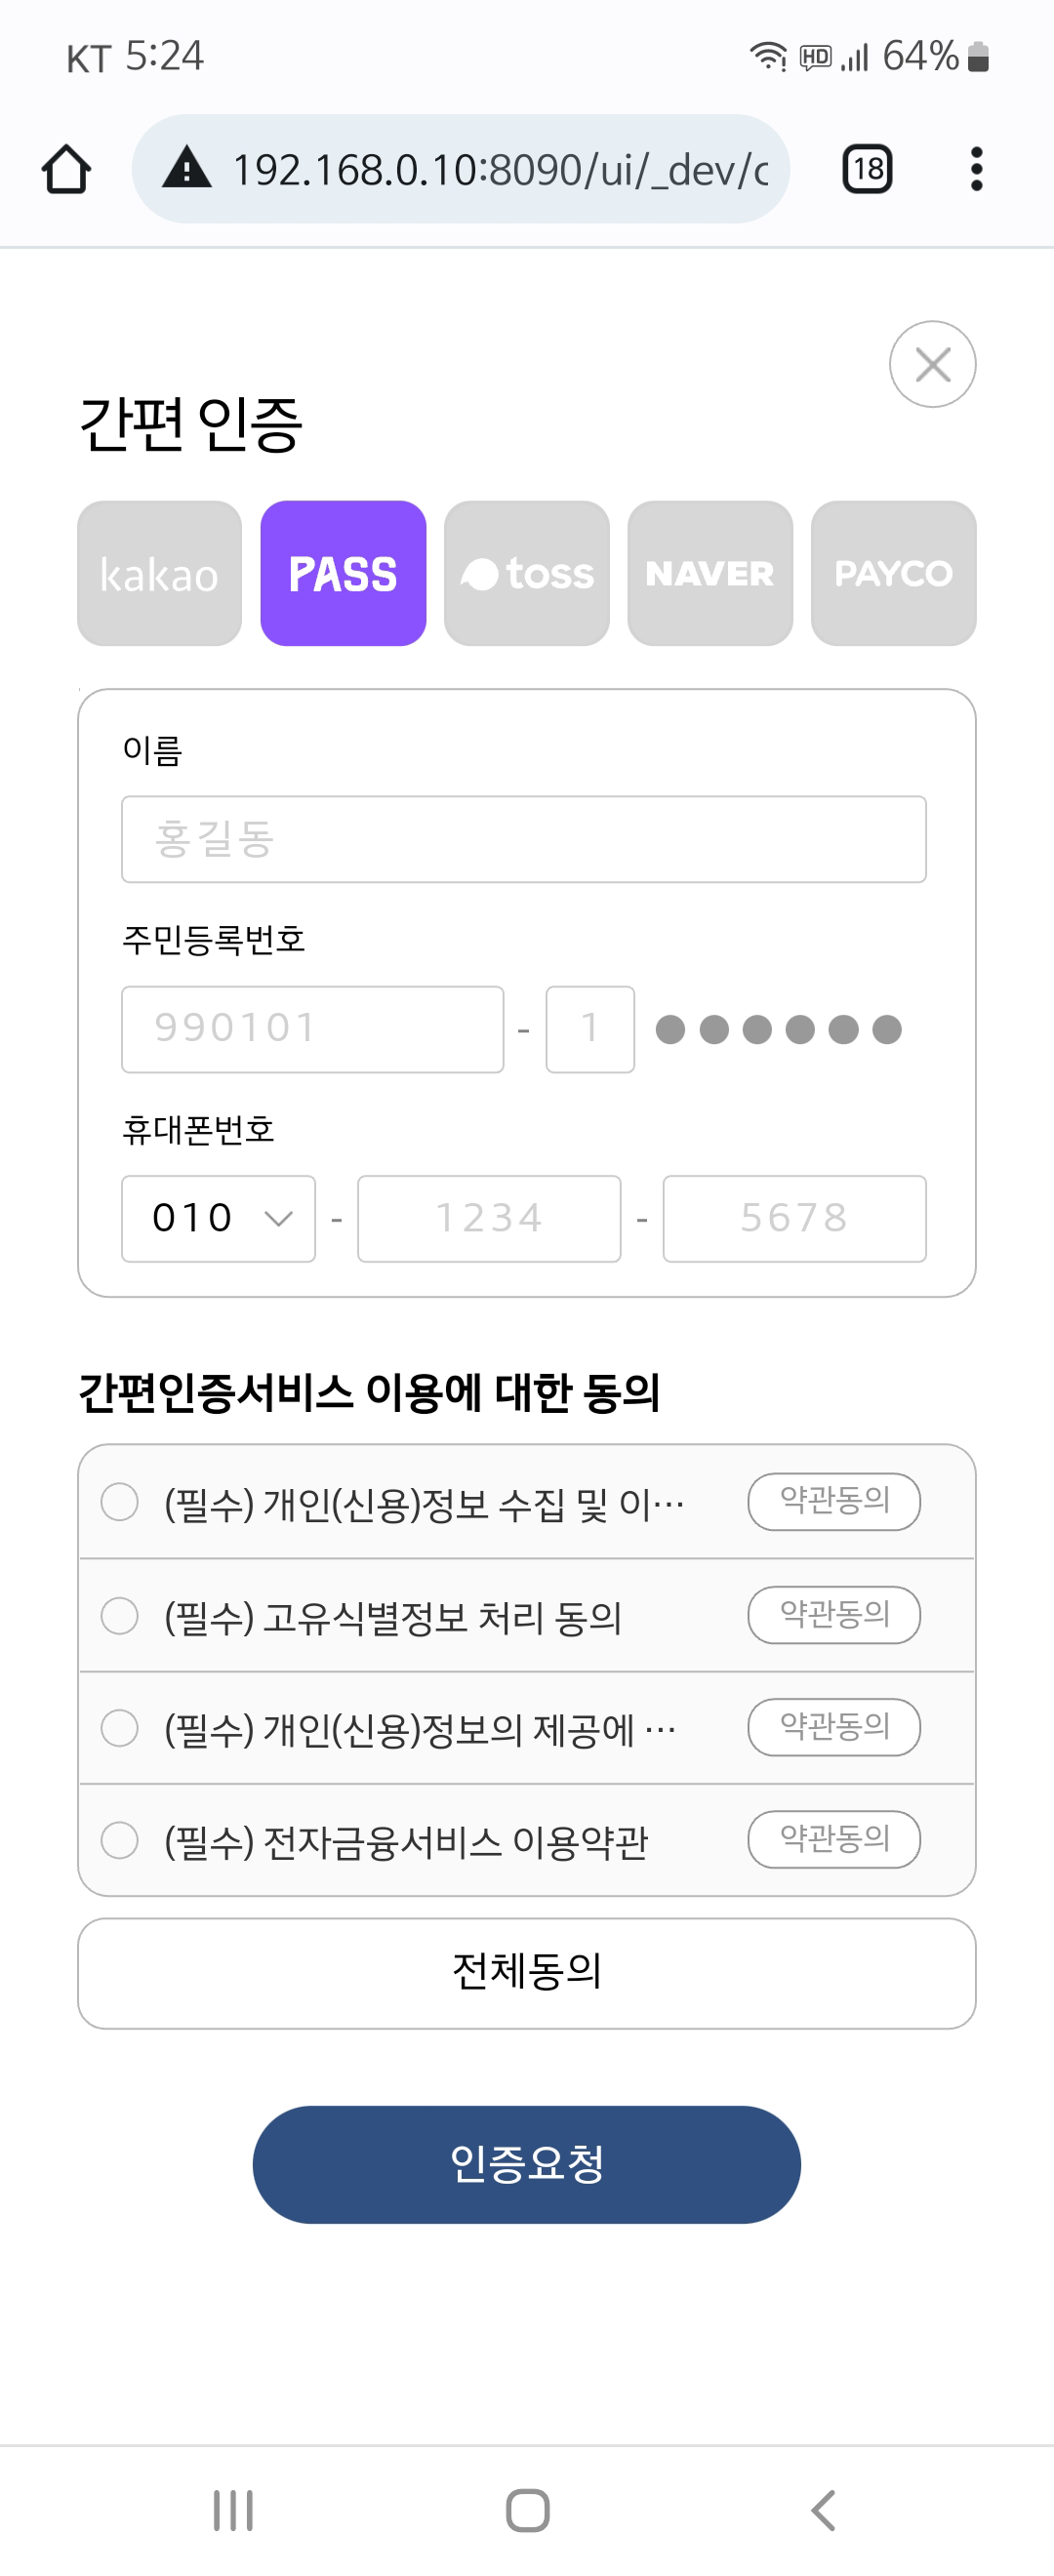 KT 5:24 HD 64%
192.168.0.10:8090/ui/_dev/c 18
간편 인증
kakao PASS toss NAVER PAYCO
이름
홍길동
주민등록번호
990101 - 1 ●●●●●●
휴대폰번호
010 - 1234 - 5678
간편인증서비스 이용에 대한 동의
(필수) 개인(신용)정보 수집 및 이… 약관동의
(필수) 고유식별정보 처리 동의 약관동의
(필수) 개인(신용)정보의 제공에 … 약관동의
(필수) 전자금융서비스 이용약관 약관동의
전체동의
인증요청